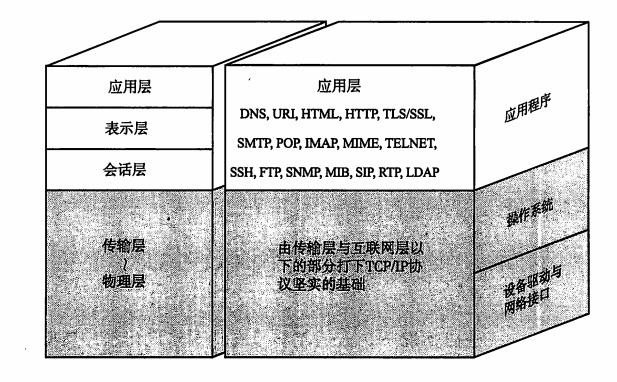 应用层
表示层
会话层
传输层
~
物理层
应用层
DNS, URI, HTML, HTTP, TLS/SSL,
SMTP, POP, IMAP, MIME, TELNET,
SSH, FTP, SNMP, MIB, SIP, RTP, LDAP
由传输层与互联网层以
下的部分打下TCP/IP协
议坚实的基础
应用程序
操作系统
设备驱动与
网络接口